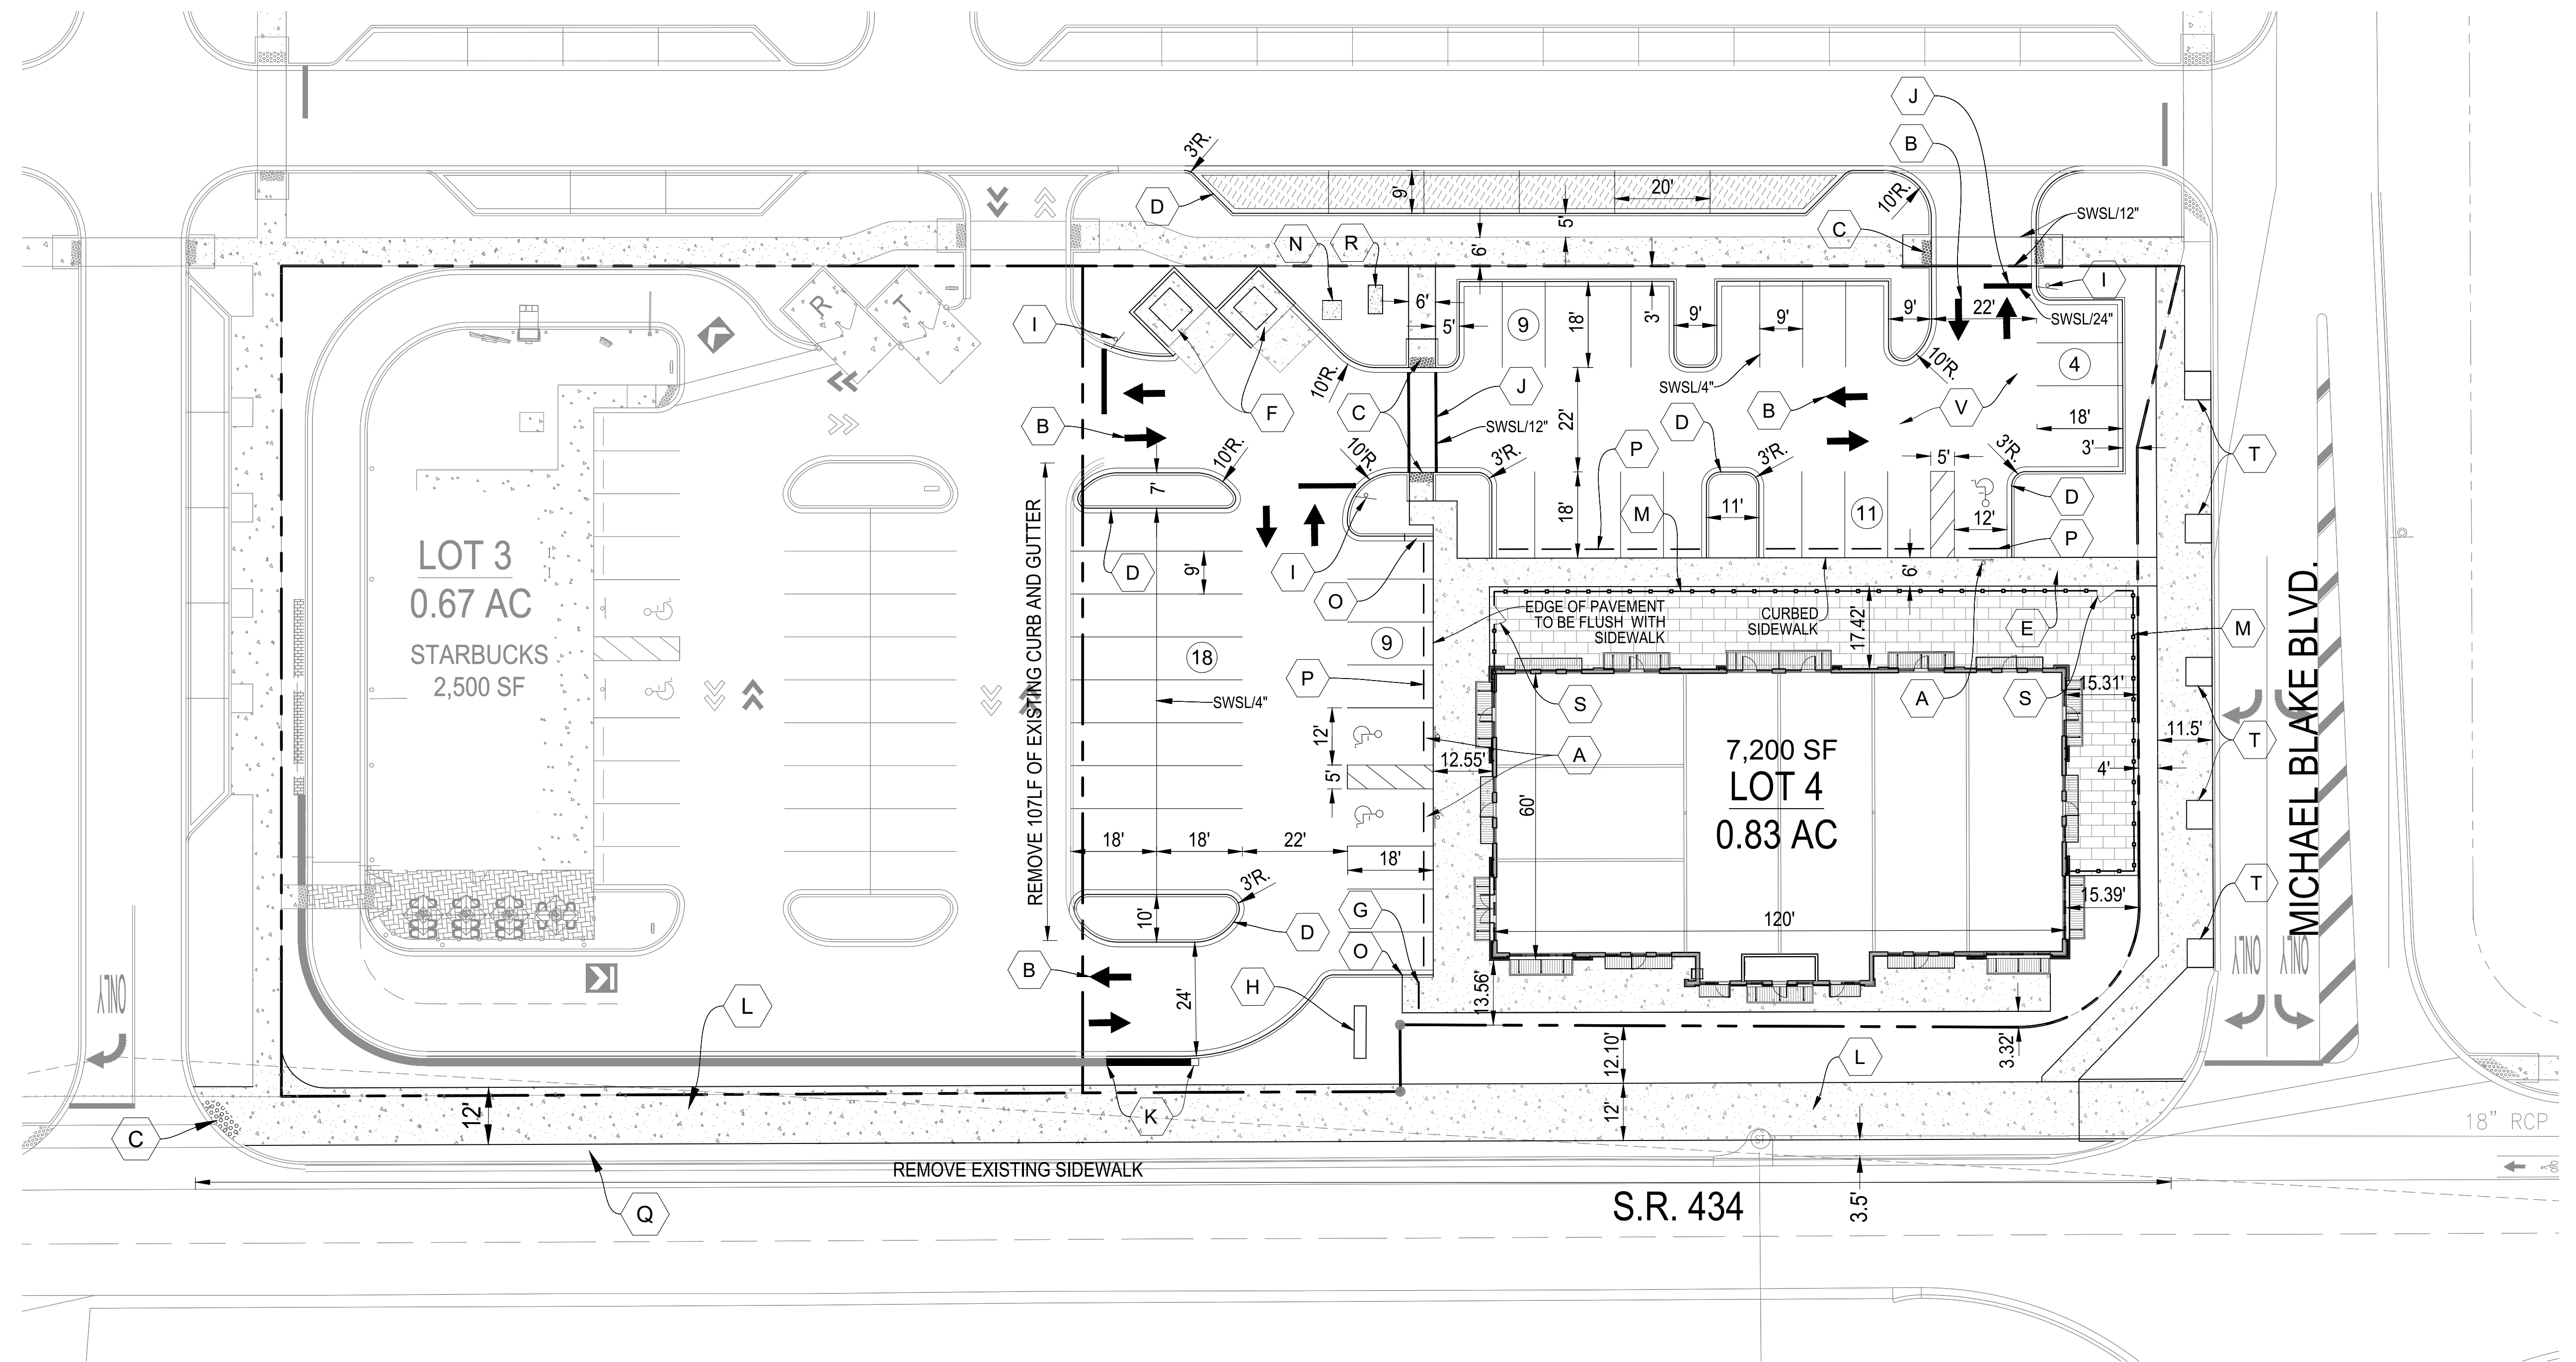 J
B
3'R.
D
9'
20'
10'R.
SWSL/12"
5'
C
N
R
6'
6'
I
R
T
I
22'
SWSL/24"
6'
5'
9
18'
3'
9'
9'
9'
10'R.
4
10'R.
F
C
J
SWSL/4"
B
V
18'
B
SWSL/12"
22'
D
3'
T
10'R.
10'R.
3'R.
P
3'R.
5'
3'R.
7'
D
M
11'
11
12'
18'
P
LOT 3
0.67 AC
STARBUCKS
2,500 SF
REMOVE 107LF OF EXISTING CURB AND GUTTER
D
9'
I
O
6'
EDGE OF PAVEMENT
TO BE FLUSH WITH
SIDEWALK
CURBED
SIDEWALK
17.42'
E
M
18
9
P
SWSL/4"
S
A
S
15.31'
MICHAEL BLAKE BLVD.
12'
5'
A
12.55'
7,200 SF
LOT 4
0.83 AC
11.5'
4'
T
60'
18'
18'
22'
18'
3'R.
G
10'
D
120'
15.39'
T
O
B
H
13.56'
24'
ONLY
ONLY
ONLY
L
12.10'
3.32'
L
K
12'
12'
C
18" RCP
ST
REMOVE EXISTING SIDEWALK
Q
S.R. 434
3.5'